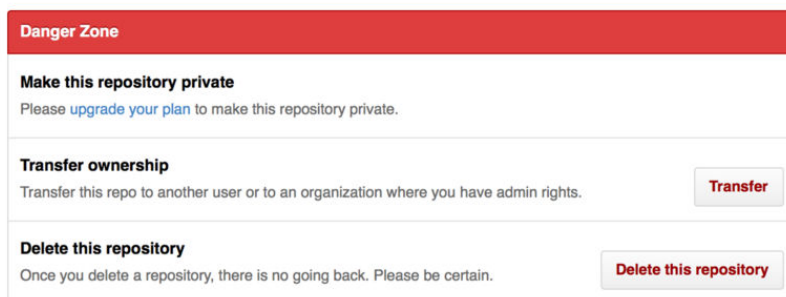 Danger Zone
Make this repository private
Please upgrade your plan to make this repository private.
Transfer ownership
Transfer this repo to another user or to an organization where you have admin rights.
Transfer
Delete this repository
Once you delete a repository, there is no going back. Please be certain.
Delete this repository